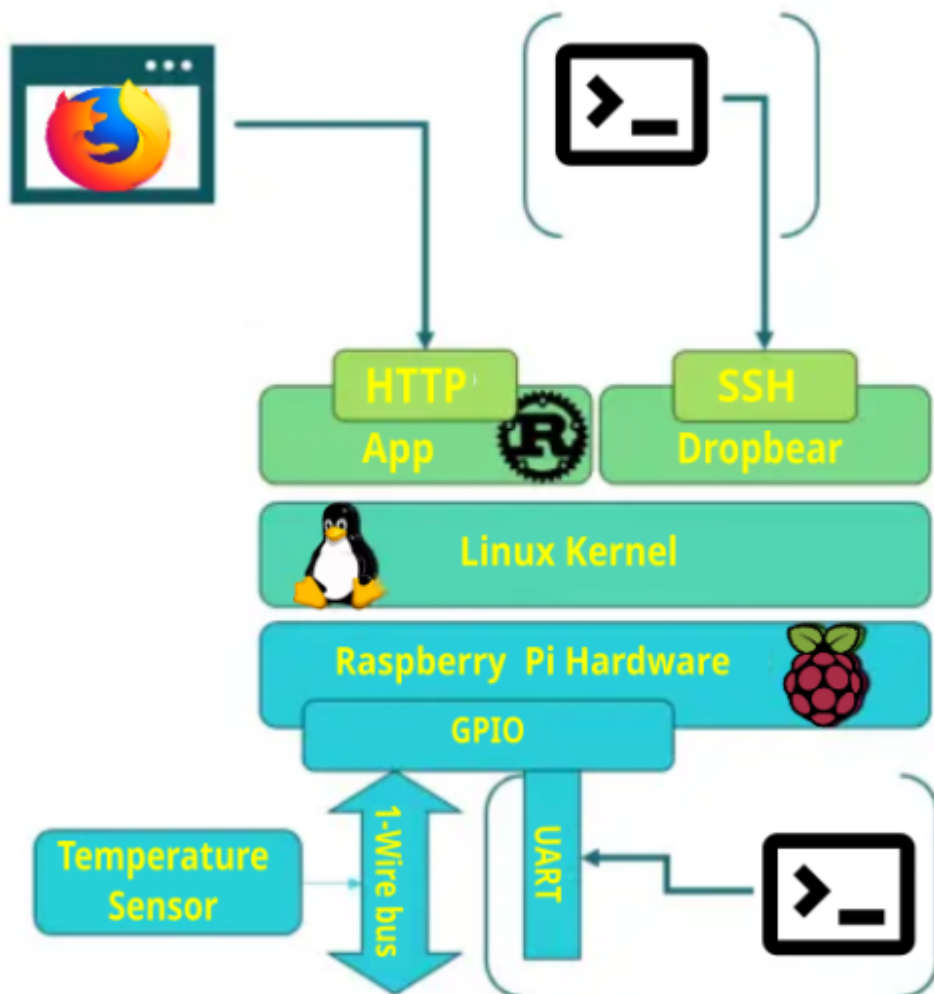 HTTP
App
SSH
Dropbear
Linux Kernel
Raspberry Pi Hardware
GPIO
1-Wire bus
UART
Temperature
Sensor